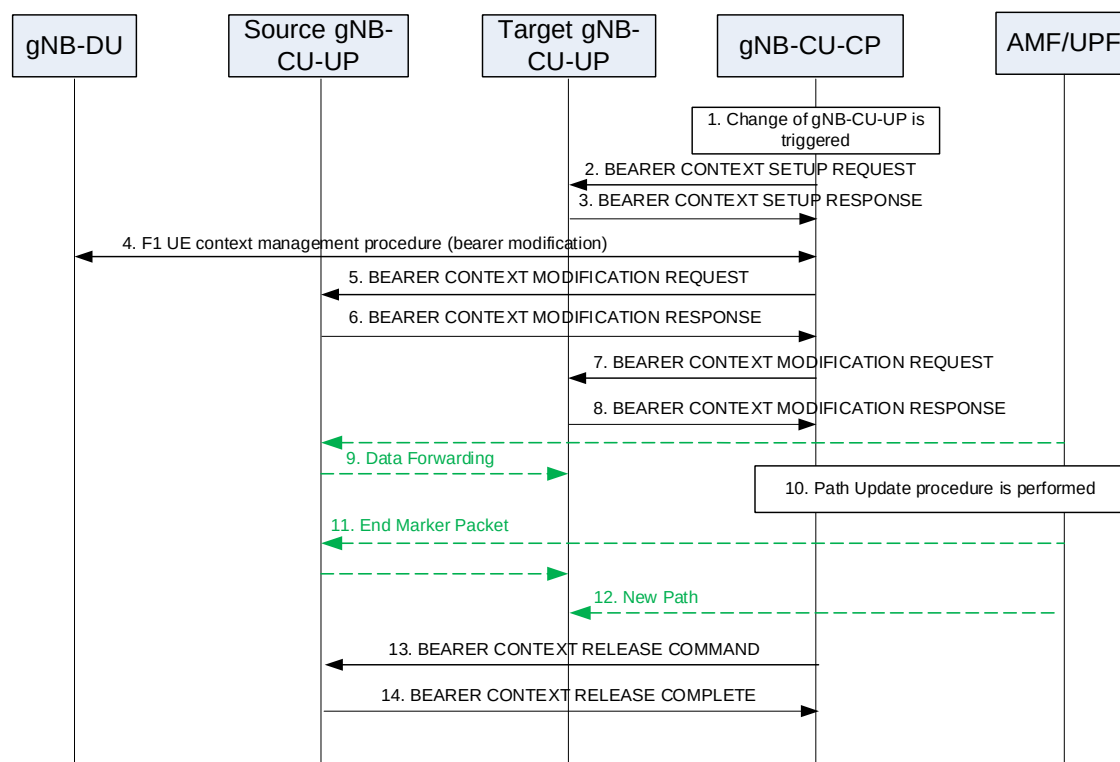 gNB-DU
Source gNB-
CU-UP
Target gNB-
CU-UP
gNB-CU-CP
AMF/UPF
1. Change of gNB-CU-UP is
triggered
2. BEARER CONTEXT SETUP REQUEST
3. BEARER CONTEXT SETUP RESPONSE
4. F1 UE context management procedure (bearer modification)
5. BEARER CONTEXT MODIFICATION REQUEST
6. BEARER CONTEXT MODIFICATION RESPONSE
7. BEARER CONTEXT MODIFICATION REQUEST
8. BEARER CONTEXT MODIFICATION RESPONSE
9. Data Forwarding
10. Path Update procedure is performed
11. End Marker Packet
12. New Path
13. BEARER CONTEXT RELEASE COMMAND
14. BEARER CONTEXT RELEASE COMPLETE